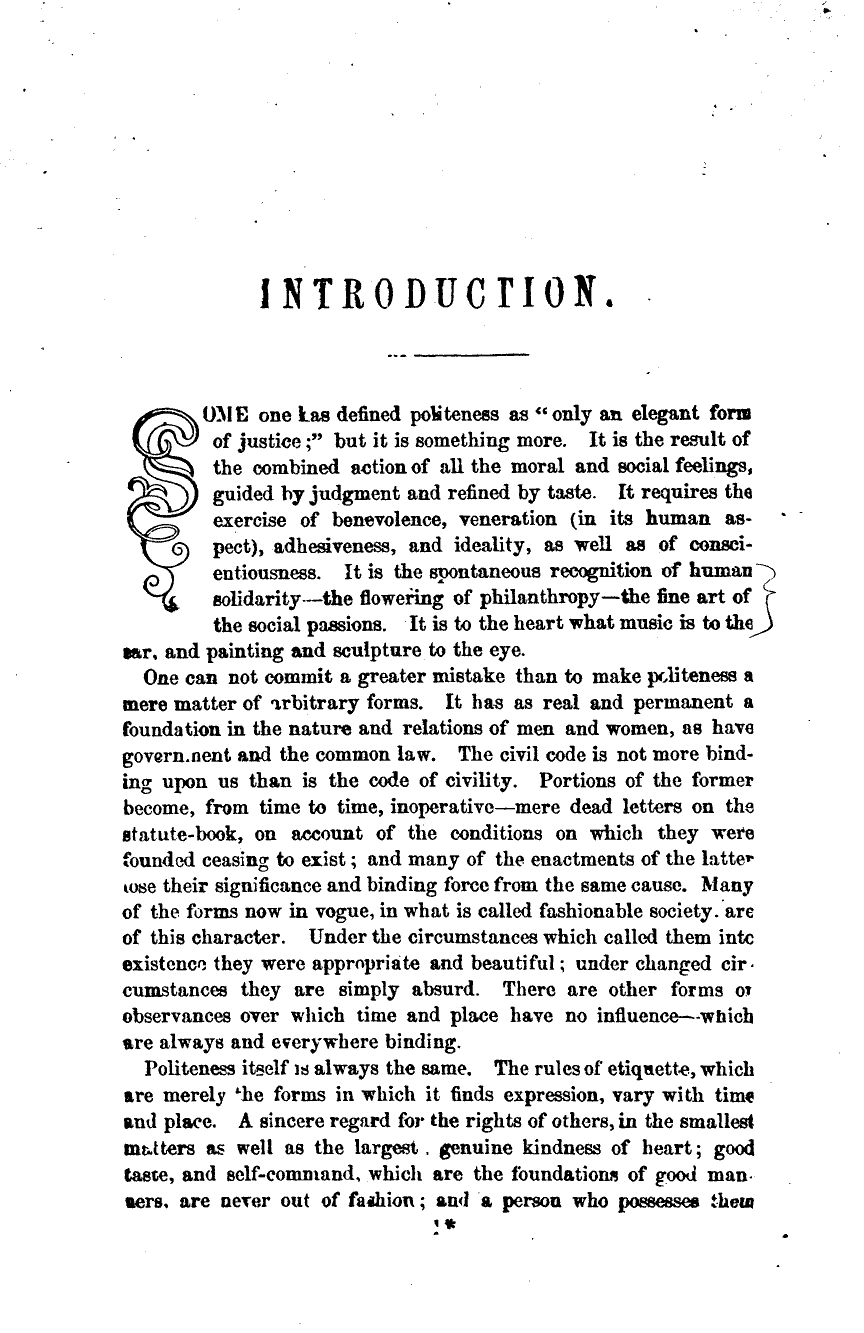 INTRODUCTION.
SOME one has defined politeness as “ only an elegant form
of justice ;” but it is something more. It is the result of
the combined action of all the moral and social feelings,
guided by judgment and refined by taste. It requires the
exercise of benevolence, veneration (in its human as-
pect), adhesiveness, and ideality, as well as of consci-
entiousness. It is the spontaneous recognition of human
solidarity—the flowering of philanthropy—the fine art of
the social passions. It is to the heart what music is to the
ear, and painting and sculpture to the eye.
One can not commit a greater mistake than to make politeness a
mere matter of arbitrary forms. It has as real and permanent a
foundation in the nature and relations of men and women, as have
government and the common law. The civil code is not more bind-
ing upon us than is the code of civility. Portions of the former
become, from time to time, inoperative—mere dead letters on the
statute-book, on account of the conditions on which they were
founded ceasing to exist ; and many of the enactments of the latter
lose their significance and binding force from the same cause. Many
of the forms now in vogue, in what is called fashionable society. are
of this character. Under the circumstances which called them into
existence they were appropriate and beautiful ; under changed cir-
cumstances they are simply absurd. There are other forms or
observances over which time and place have no influence—which
are always and everywhere binding.
Politeness itself is always the same. The rules of etiquette, which
are merely the forms in which it finds expression, vary with time
and place. A sincere regard for the rights of others, in the smallest
matters as well as the largest, genuine kindness of heart ; good
taste, and self-command, which are the foundations of good man-
ners, are never out of fashion ; and a person who possesses them
1*